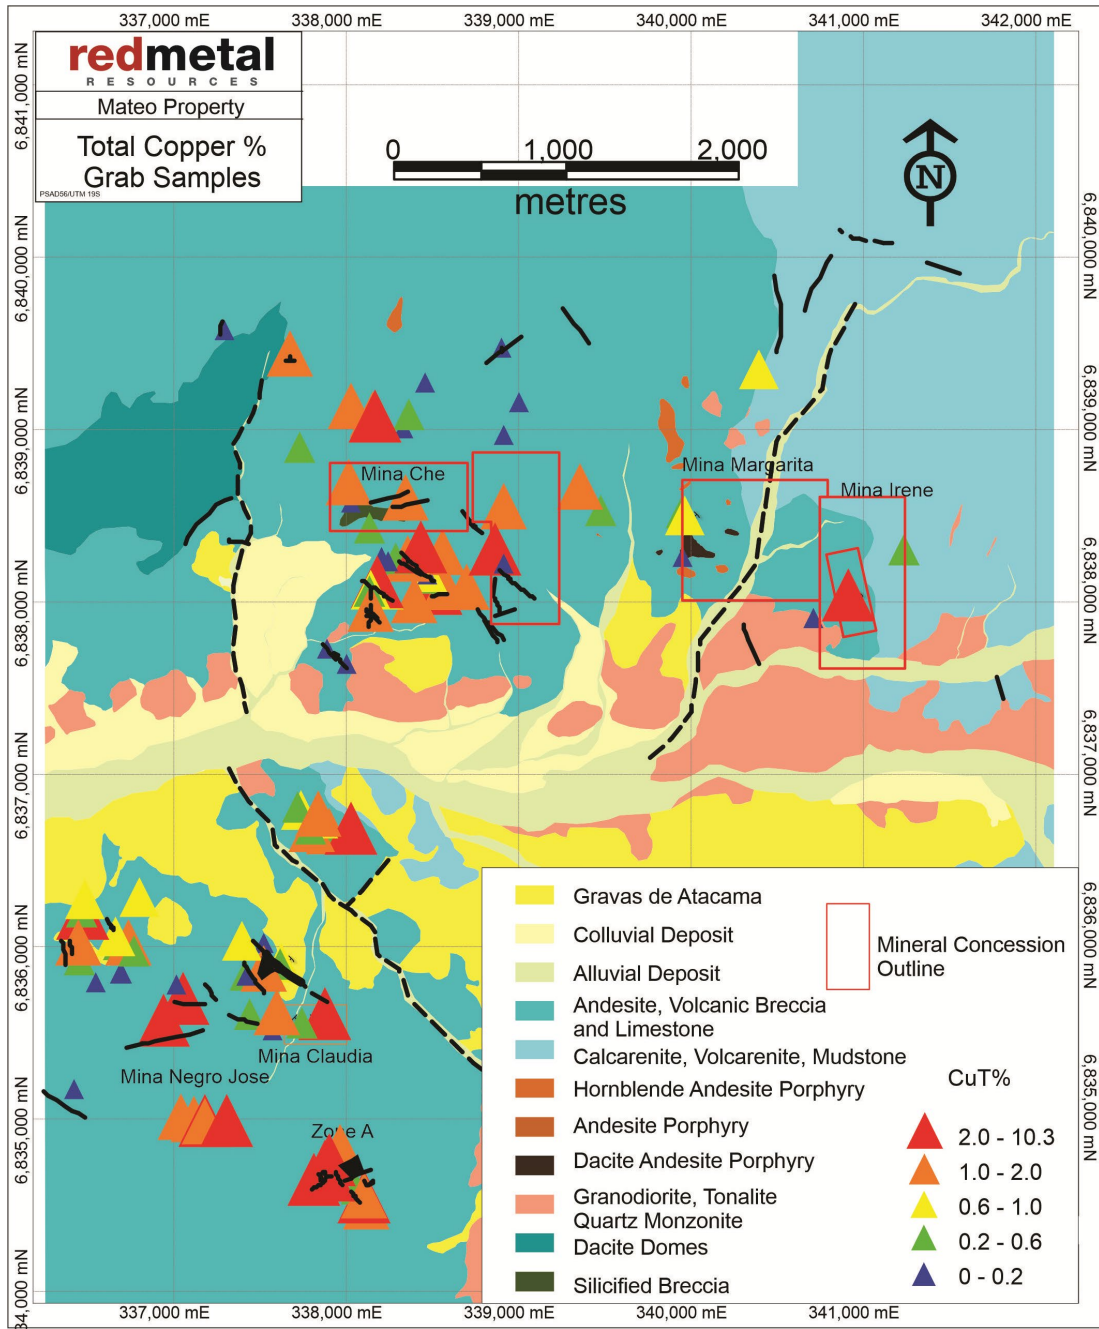 337,000 mE
338,000 mE
339,000 mE
340,000 mE
341,000 mE
342,000 mE
redmetal
RESOURCES
Mateo Property
Total Copper %
Grab Samples
PSAD56/UTM 19S
0
1,000
2,000
metres
N
6,841,000 mN
6,840,000 mN
6,839,000 mN
6,838,000 mN
6,837,000 mN
6,836,000 mN
6,835,000 mN
34,000 mN
6,840,000 mN
6,839,000 mN
6,838,000 mN
6,837,000 mN
6,836,000 mN
6,835,000 mN
Mina Che
Mina Margarita
Mina Irene
Mina Claudia
Mina Negro Jose
Zone A
Gravas de Atacama
Colluvial Deposit
Alluvial Deposit
Andesite, Volcanic Breccia
and Limestone
Calcarenite, Volcarenite, Mudstone
Hornblende Andesite Porphyry
Andesite Porphyry
Dacite Andesite Porphyry
Granodiorite, Tonalite
Quartz Monzonite
Dacite Domes
Silicified Breccia
Mineral Concession
Outline
CuT%
2.0 - 10.3
1.0 - 2.0
0.6 - 1.0
0.2 - 0.6
0 - 0.2
337,000 mE
338,000 mE
339,000 mE
340,000 mE
341,000 mE